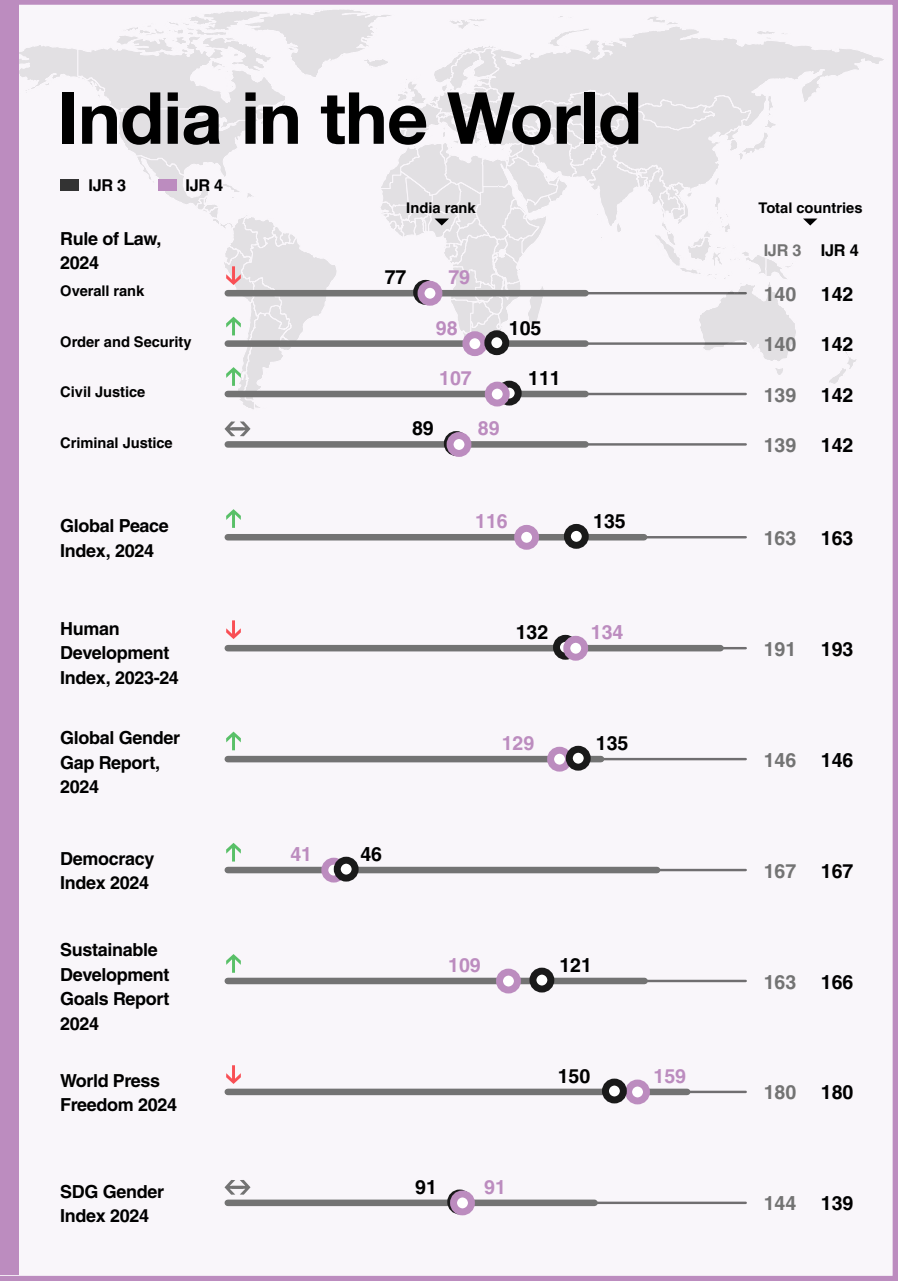 India in the World
IJR 3 IJR 4
India rank
Total countries
IJR 3 IJR 4
Rule of Law,
2024
Overall rank 77 79 140 142
Order and Security 98 105 140 142
Civil Justice 107 111 139 142
Criminal Justice 89 89 139 142
Global Peace
Index, 2024
116 135 163 163
Human
Development
Index, 2023-24
132 134 191 193
Global Gender
Gap Report,
2024
129 135 146 146
Democracy
Index 2024
41 46 167 167
Sustainable
Development
Goals Report
2024
109 121 163 166
World Press
Freedom 2024
150 159 180 180
SDG Gender
Index 2024
91 91 144 139